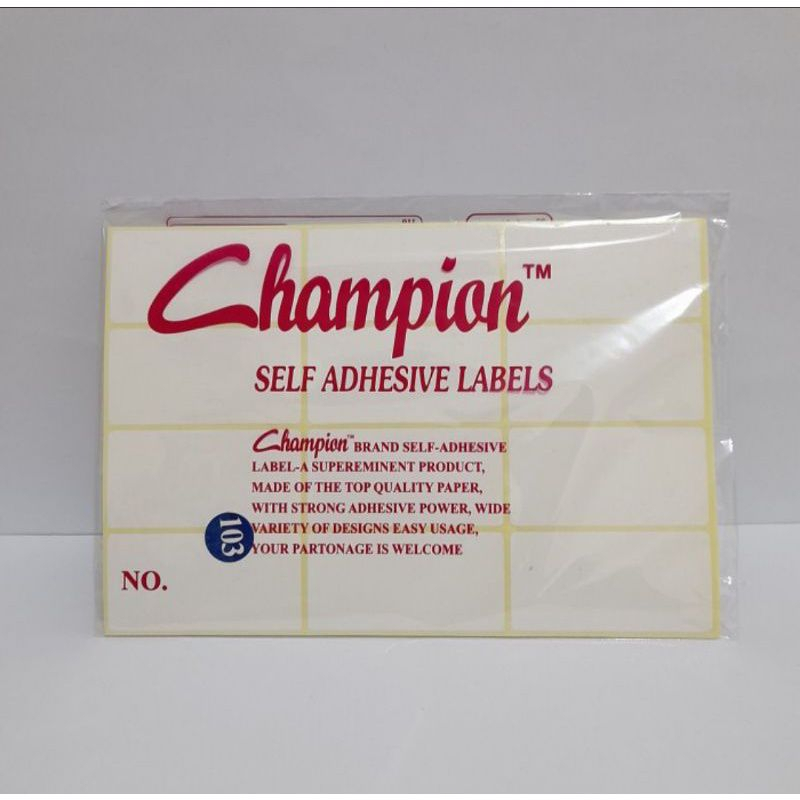 Champion™
SELF ADHESIVE LABELS
Champion™ BRAND SELF-ADHESIVE
LABEL-A SUPEREMINENT PRODUCT,
MADE OF THE TOP QUALITY PAPER,
WITH STRONG ADHESIVE POWER, WIDE
VARIETY OF DESIGNS EASY USAGE,
YOUR PARTONAGE IS WELCOME
103
NO.